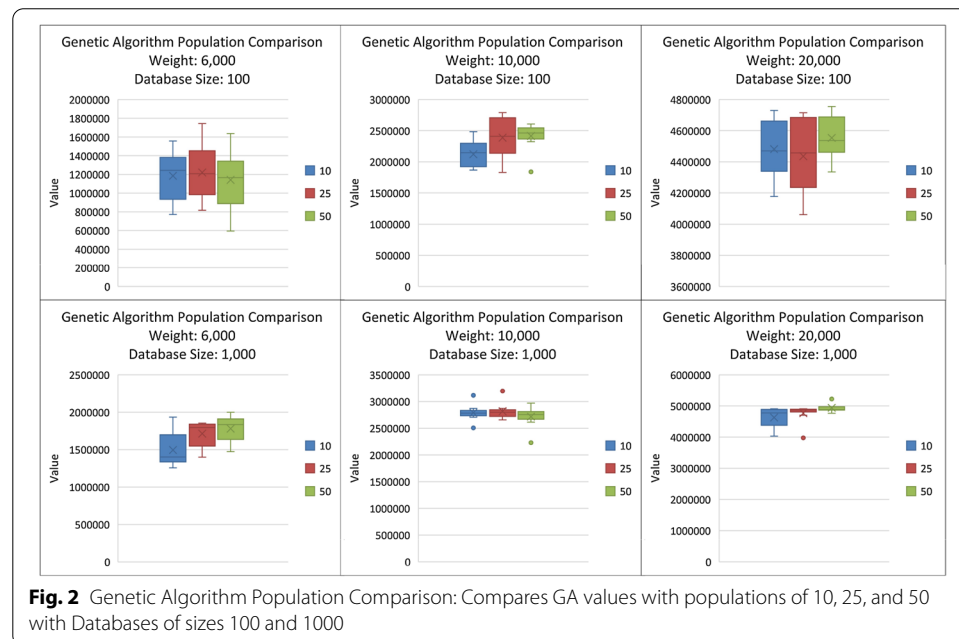 Genetic Algorithm Population Comparison
Weight: 6,000
Database Size: 100
2000000
1800000
1600000
1400000
1200000
1000000
800000
600000
400000
200000
0
Value
10
25
50
Genetic Algorithm Population Comparison
Weight: 10,000
Database Size: 100
3000000
2500000
2000000
1500000
1000000
500000
0
Value
10
25
50
Genetic Algorithm Population Comparison
Weight: 20,000
Database Size: 100
4800000
4600000
4400000
4200000
4000000
3800000
3600000
Value
10
25
50
Genetic Algorithm Population Comparison
Weight: 6,000
Database Size: 1,000
2500000
2000000
1500000
1000000
500000
0
Value
10
25
50
Genetic Algorithm Population Comparison
Weight: 10,000
Database Size: 1,000
3500000
3000000
2500000
2000000
1500000
1000000
500000
0
Value
10
25
50
Genetic Algorithm Population Comparison
Weight: 20,000
Database Size: 1,000
6000000
5000000
4000000
3000000
2000000
1000000
0
Value
10
25
50
Fig. 2 Genetic Algorithm Population Comparison: Compares GA values with populations of 10, 25, and 50
with Databases of sizes 100 and 1000